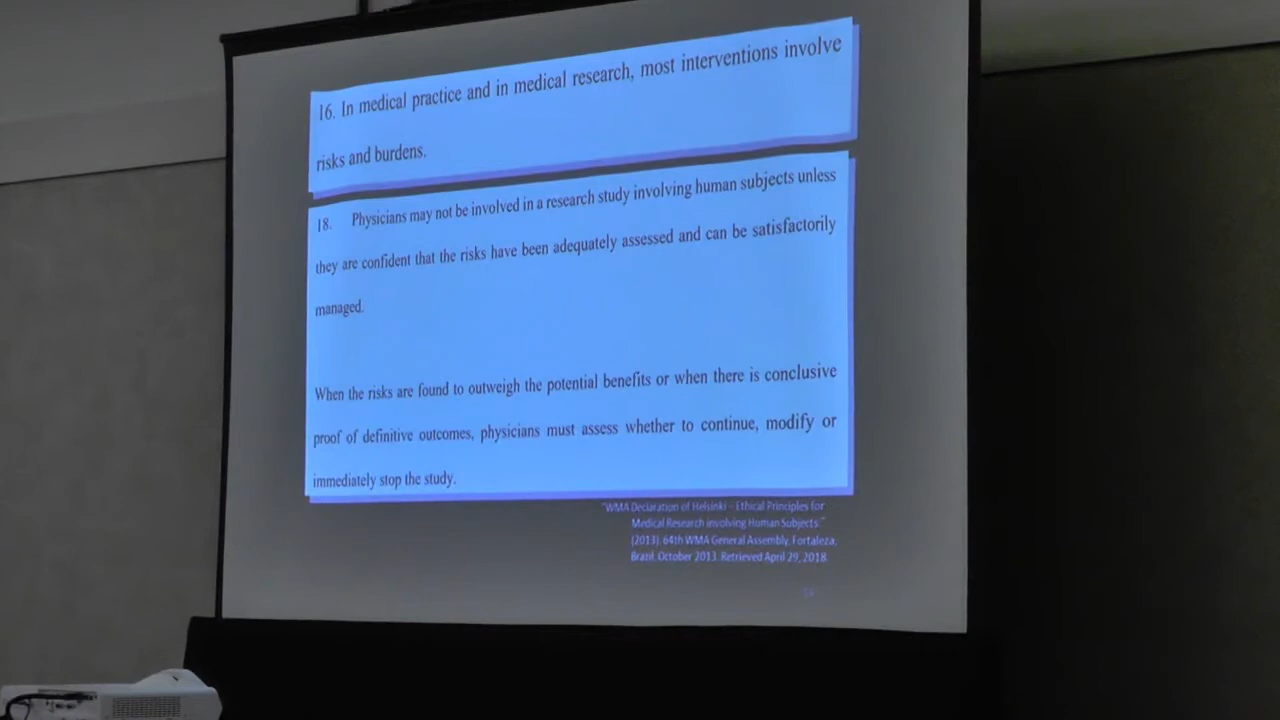 16. In medical practice and in medical research, most interventions involve
risks and burdens.
18. Physicians may not be involved in a research study involving human subjects unless
they are confident that the risks have been adequately assessed and can be satisfactorily
managed.
When the risks are found to outweigh the potential benefits or when there is conclusive
proof of definitive outcomes, physicians must assess whether to continue, modify or
immediately stop the study.
"WMA Declaration of Helsinki – Ethical Principles for
Medical Research involving Human Subjects."
(2013). 64th WMA General Assembly, Fortaleza,
Brazil, October 2013. Retrieved April 29, 2018.